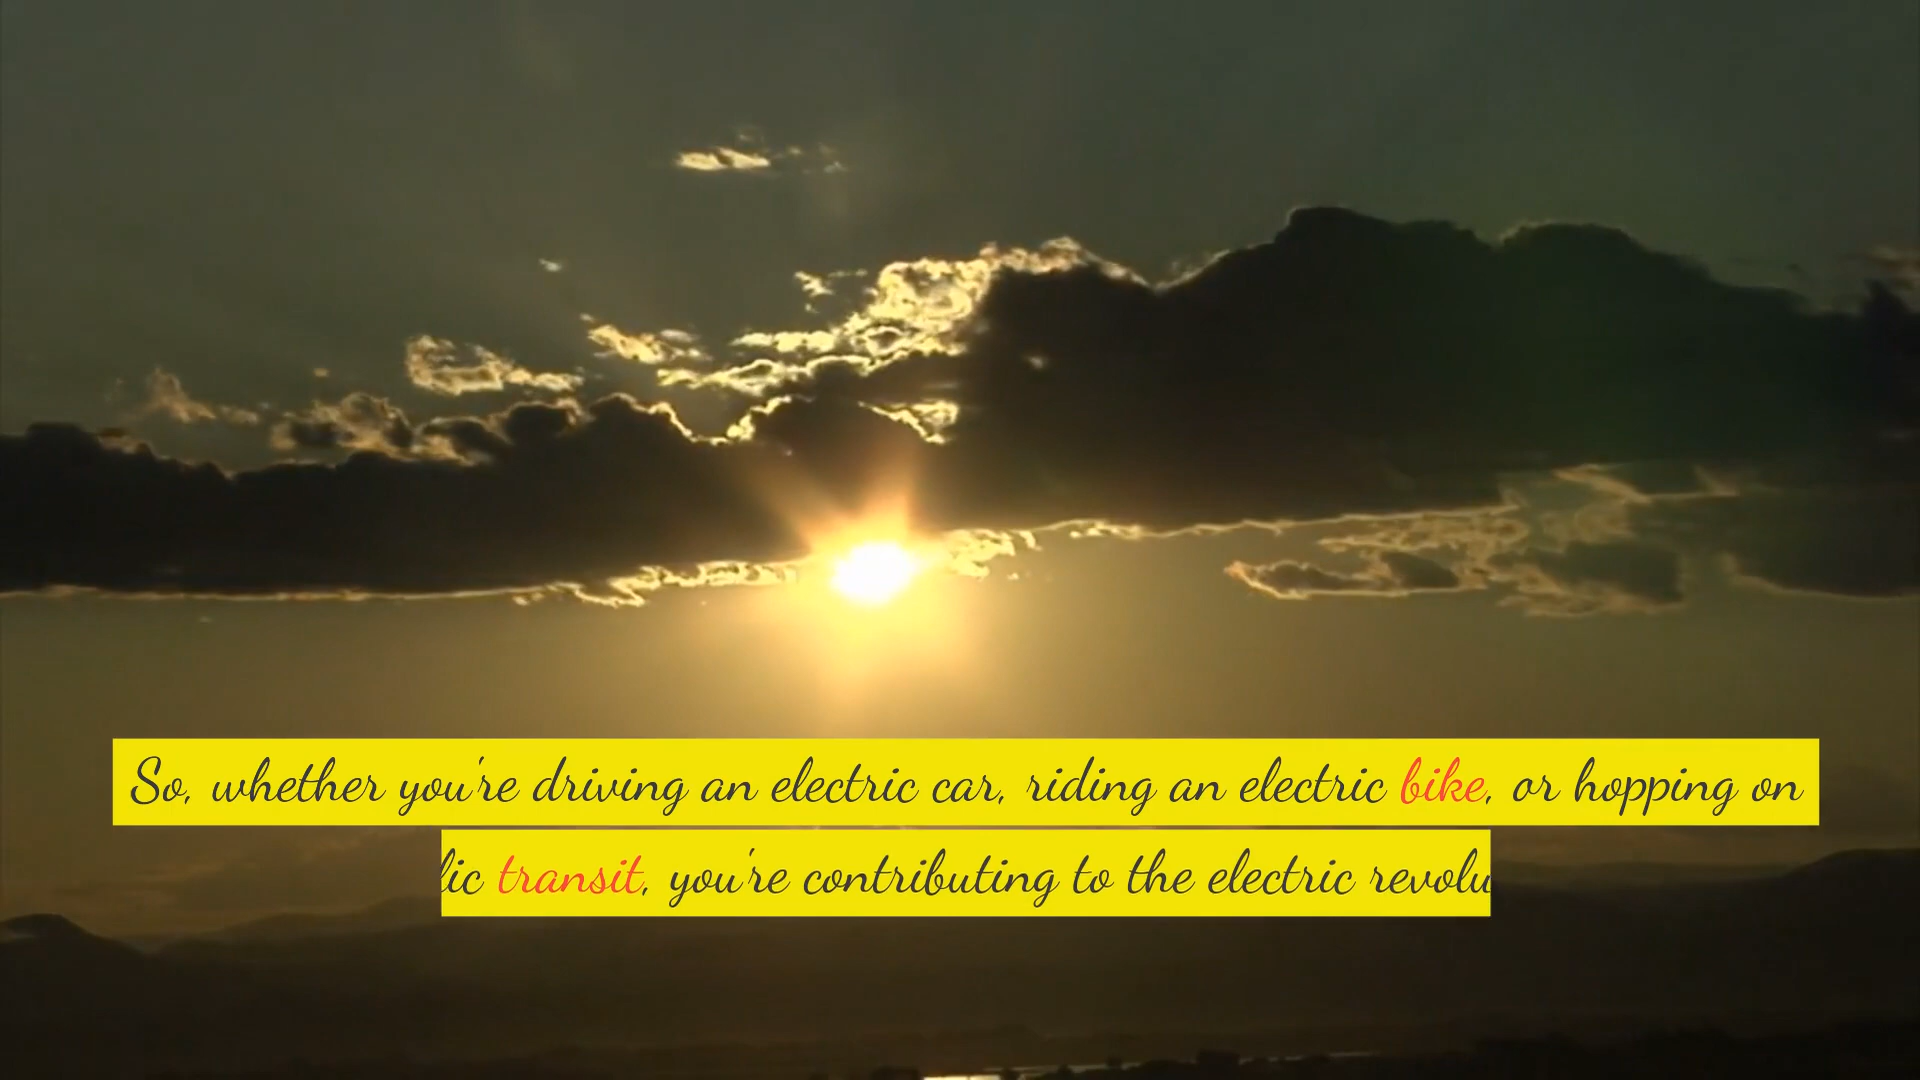 So, whether you're driving an electric car, riding an electric bike, or hopping on
lic transit, you're contributing to the electric revolu